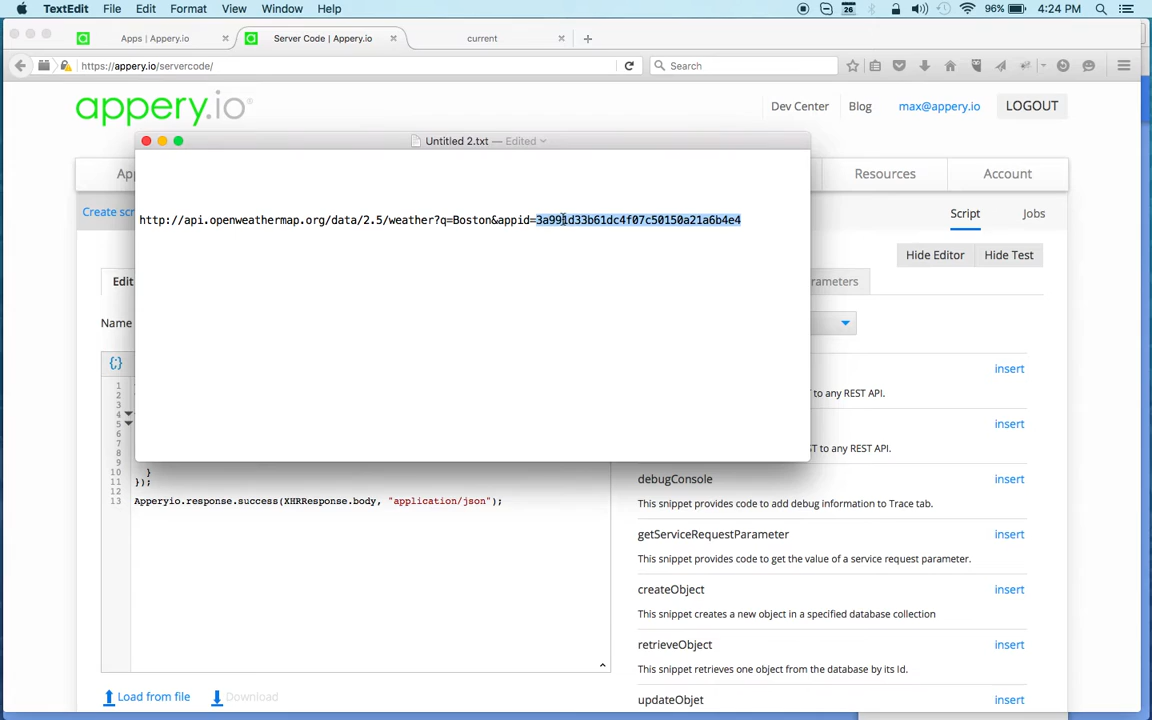 TextEdit File Edit Format View Window Help 26 96% 4:24 PM
Apps | Appery.io Server Code | Appery.io current
https://appery.io/servercode/ Search
appery.io® Dev Center Blog max@appery.io LOGOUT
Untitled 2.txt — Edited
Ap Resources Account
http://api.openweathermap.org/data/2.5/weather?q=Boston&appid=3a991d33b61dc4f07c50150a21a6b4e4
Create scr Script Jobs
Hide Editor Hide Test
Edit rameters
Name
insert
to any REST API.
insert
ST to any REST API.
debugConsole insert
This snippet provides code to add debug information to Trace tab.
getServiceRequestParameter insert
This snippet provides code to get the value of a service request parameter.
createObject insert
This snippet creates a new object in a specified database collection
retrieveObject insert
This snippet retrieves one object from the database by its Id.
updateObjet insert
1
2
3
4
5
6
7
8
9
10 }
11 });
12
13 Apperyio.response.success(XHRResponse.body, "application/json");
Load from file Download